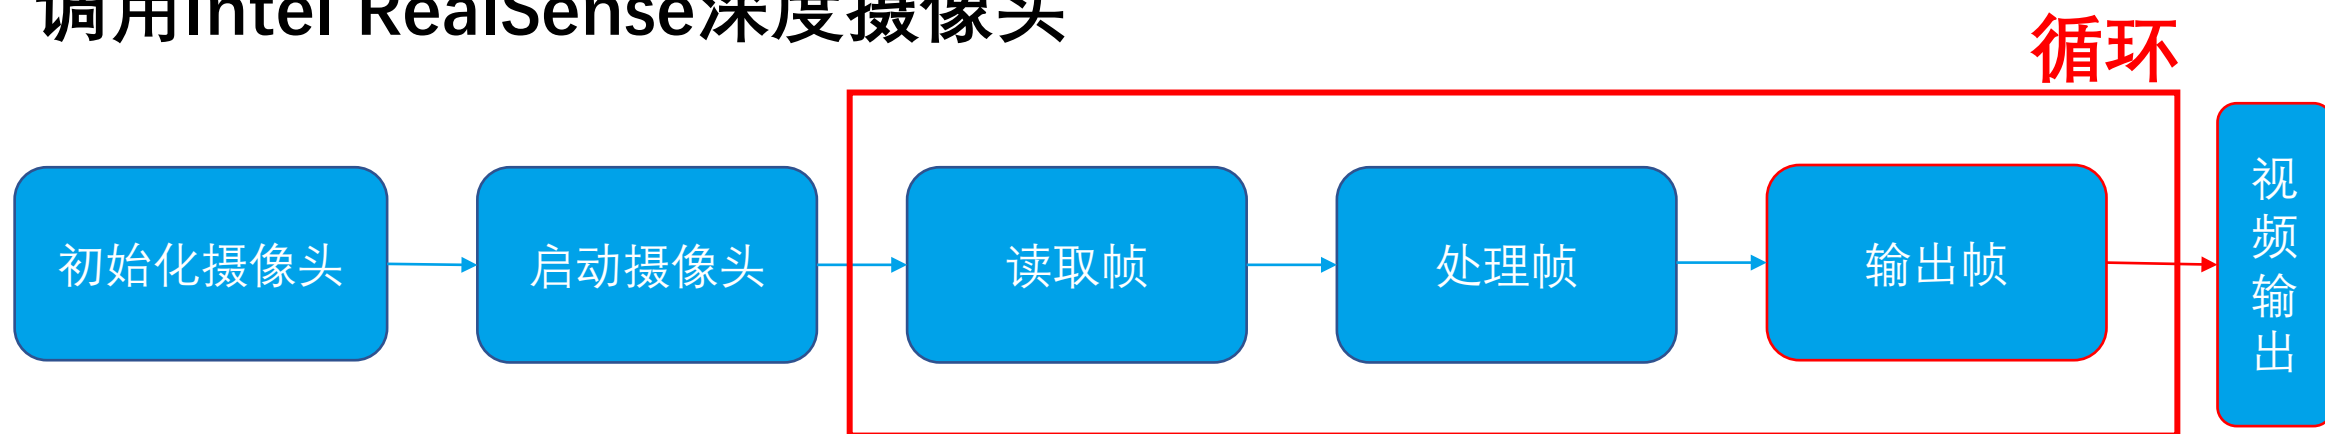 调用Intel RealSense深度摄像头
循环
初始化摄像头
启动摄像头
读取帧
处理帧
输出帧
视频输出